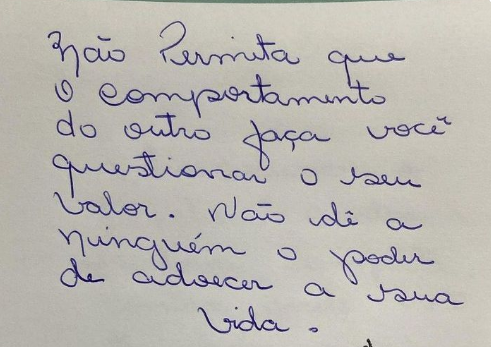 Não Permita que
o comportamento
do outro faça você
questionar o seu
valor. Não dê a
ninguém o poder
de adoecer a sua
vida.